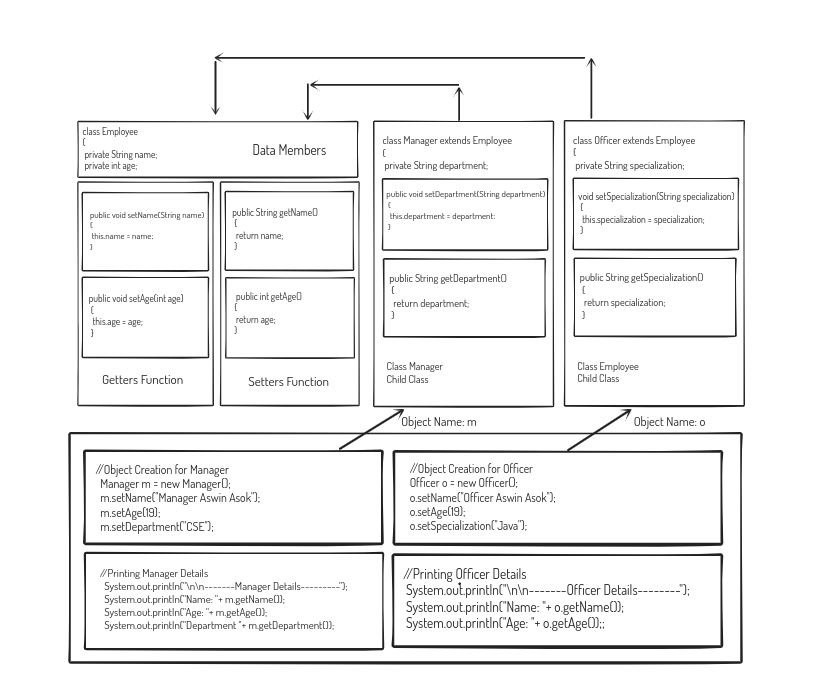 class Employee
{
private String name;
private int age;
Data Members
public void setName(String name)
{
this.name = name;
}
public void setAge(int age)
{
this.age = age;
}
Getters Function
public String getName()
{
return name;
}
public int getAge()
{
return age;
}
Setters Function
class Manager extends Employee
{
private String department;
public void setDepartment(String department)
{
this.department = department;
}
public String getDepartment()
{
return department;
}
Class Manager
Child Class
class Officer extends Employee
{
private String specialization;
void setSpecialization(String specialization)
{
this.specialization = specialization;
}
public String getSpecialization()
{
return specialization;
}
Class Employee
Child Class
Object Name: m
Object Name: o
//Object Creation for Manager
Manager m = new Manager();
m.setName("Manager Aswin Asok");
m.setAge(19);
m.setDepartment("CSE");
//Object Creation for Officer
Officer o = new Officer();
o.setName("Officer Aswin Asok");
o.setAge(19);
o.setSpecialization("Java");
//Printing Manager Details
System.out.println("\n\n-------Manager Details---------");
System.out.println("Name: "+ m.getName());
System.out.println("Age: "+ m.getAge());
System.out.println("Department "+ m.getDepartment());
//Printing Officer Details
System.out.println("\n\n-------Officer Details--------");
System.out.println("Name: "+ o.getName());
System.out.println("Age: "+ o.getAge());;